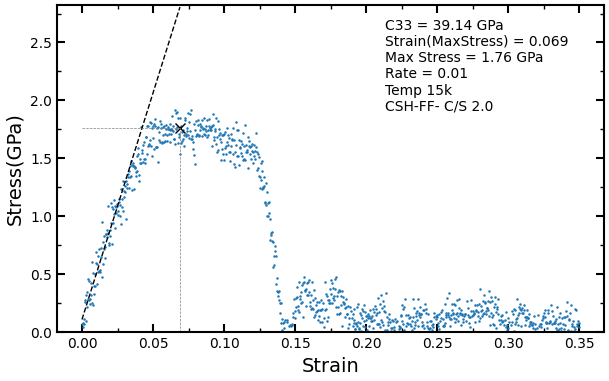 C33 = 39.14 GPa
Strain(MaxStress) = 0.069
Max Stress = 1.76 GPa
Rate = 0.01
Temp 15k
CSH-FF- C/S 2.0
Stress(GPa)
2.5
2.0
1.5
1.0
0.5
0.0
0.00 0.05 0.10 0.15 0.20 0.25 0.30 0.35
Strain